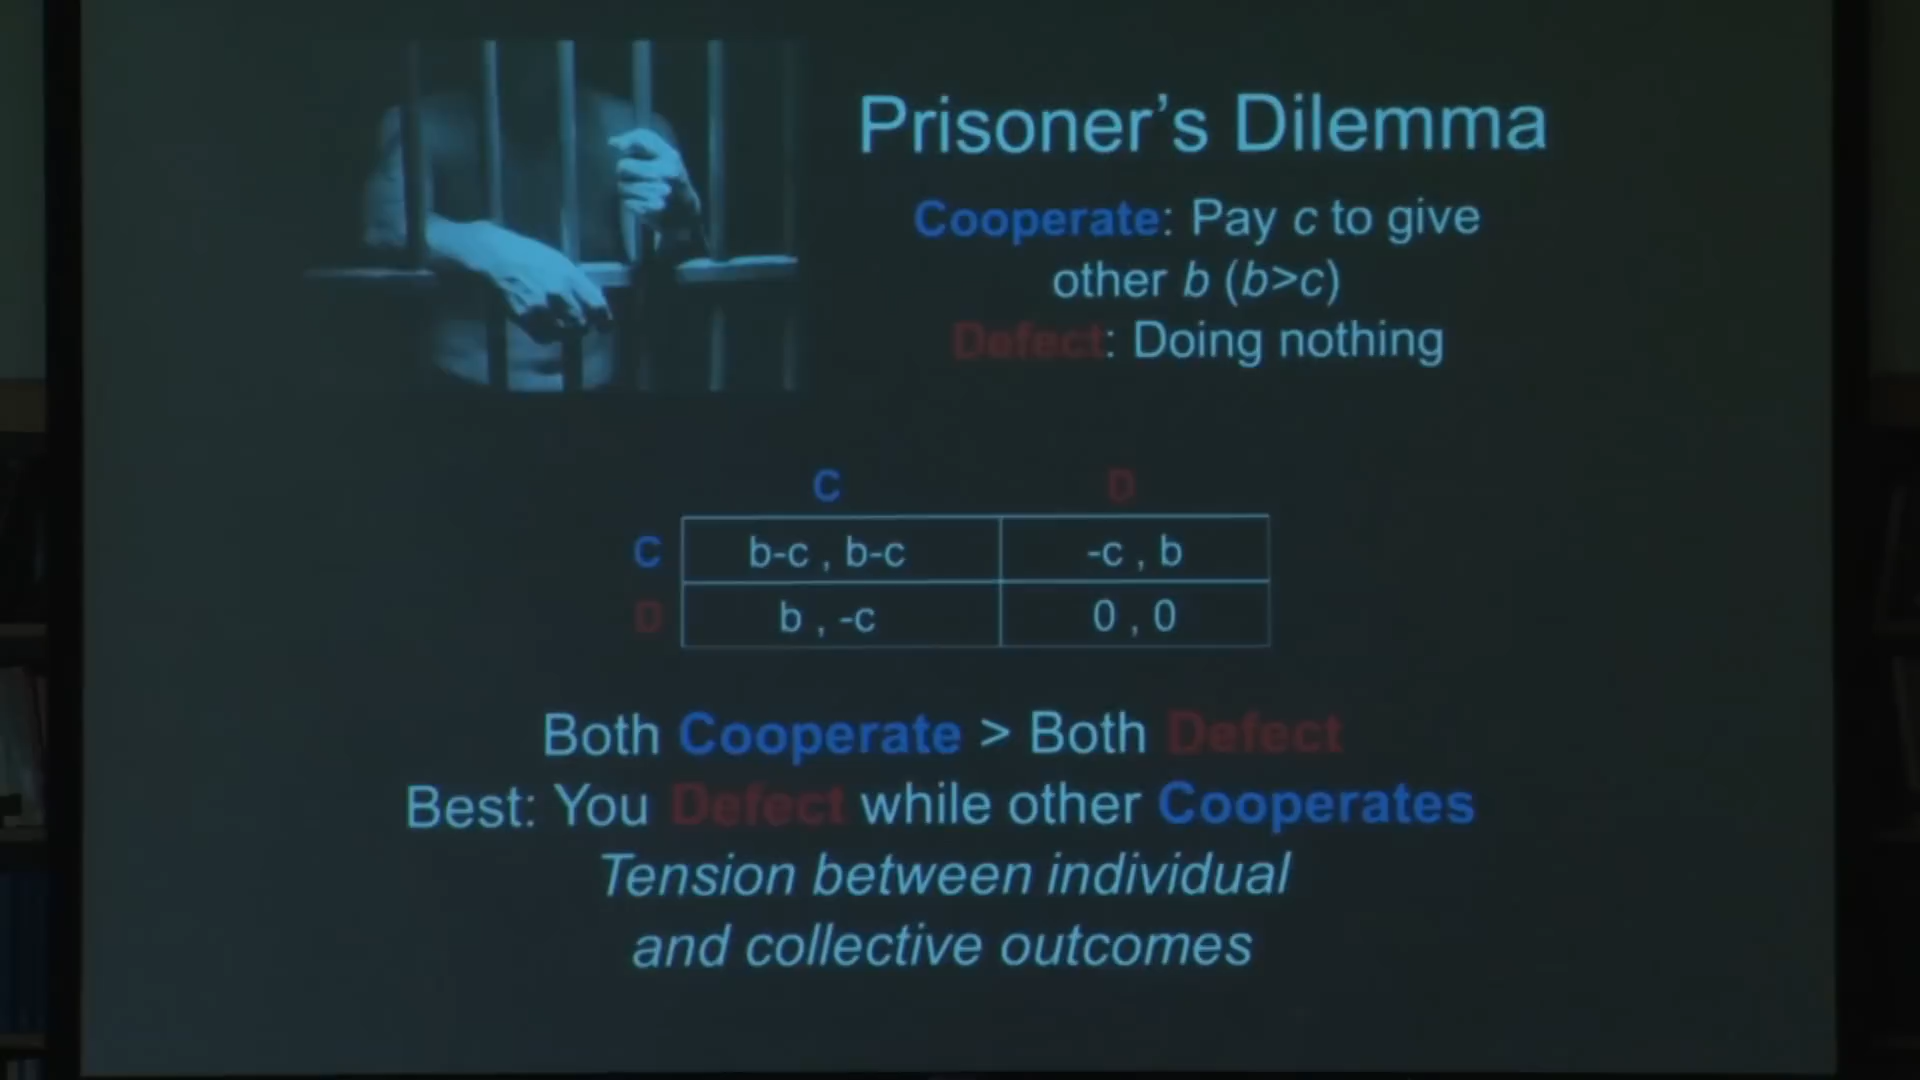 Prisoner's Dilemma
Cooperate: Pay c to give
other b (b>c)
Defect: Doing nothing
C D
C b-c , b-c -c , b
D b , -c 0 , 0
Both Cooperate > Both Defect
Best: You Defect while other Cooperates
Tension between individual
and collective outcomes